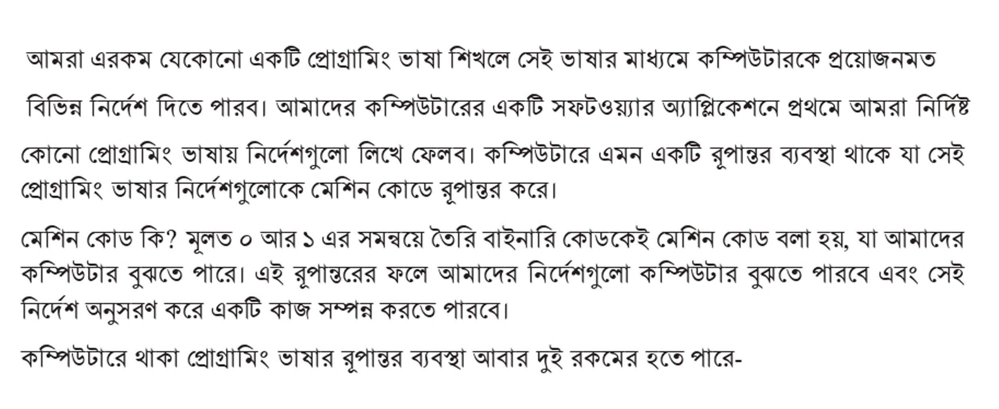 আমরা এরকম যেকোনো একটি প্রোগ্রামিং ভাষা শিখলে সেই ভাষার মাধ্যমে কম্পিউটারকে প্রয়োজনমত
বিভিন্ন নির্দেশ দিতে পারব। আমাদের কম্পিউটারের একটি সফটওয়্যার অ্যাপ্লিকেশনে প্রথমে আমরা নির্দিষ্ট
কোনো প্রোগ্রামিং ভাষায় নির্দেশগুলো লিখে ফেলব। কম্পিউটারে এমন একটি রূপান্তর ব্যবস্থা থাকে যা সেই
প্রোগ্রামিং ভাষার নির্দেশগুলোকে মেশিন কোডে রূপান্তর করে।
মেশিন কোড কি? মূলত ০ আর ১ এর সমন্বয়ে তৈরি বাইনারি কোডকেই মেশিন কোড বলা হয়, যা আমাদের
কম্পিউটার বুঝতে পারে। এই রূপান্তরের ফলে আমাদের নির্দেশগুলো কম্পিউটার বুঝতে পারবে এবং সেই
নির্দেশ অনুসরণ করে একটি কাজ সম্পন্ন করতে পারবে।
কম্পিউটারে থাকা প্রোগ্রামিং ভাষার রূপান্তর ব্যবস্থা আবার দুই রকমের হতে পারে-